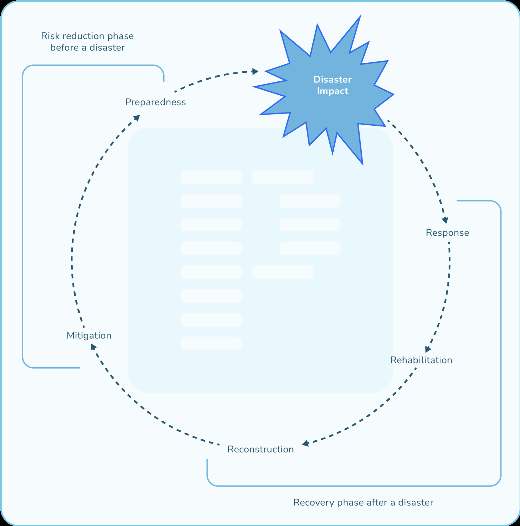 Risk reduction phase
before a disaster
Disaster
Impact
Preparedness
Response
Mitigation
Rehabilitation
Reconstruction
Recovery phase after a disaster